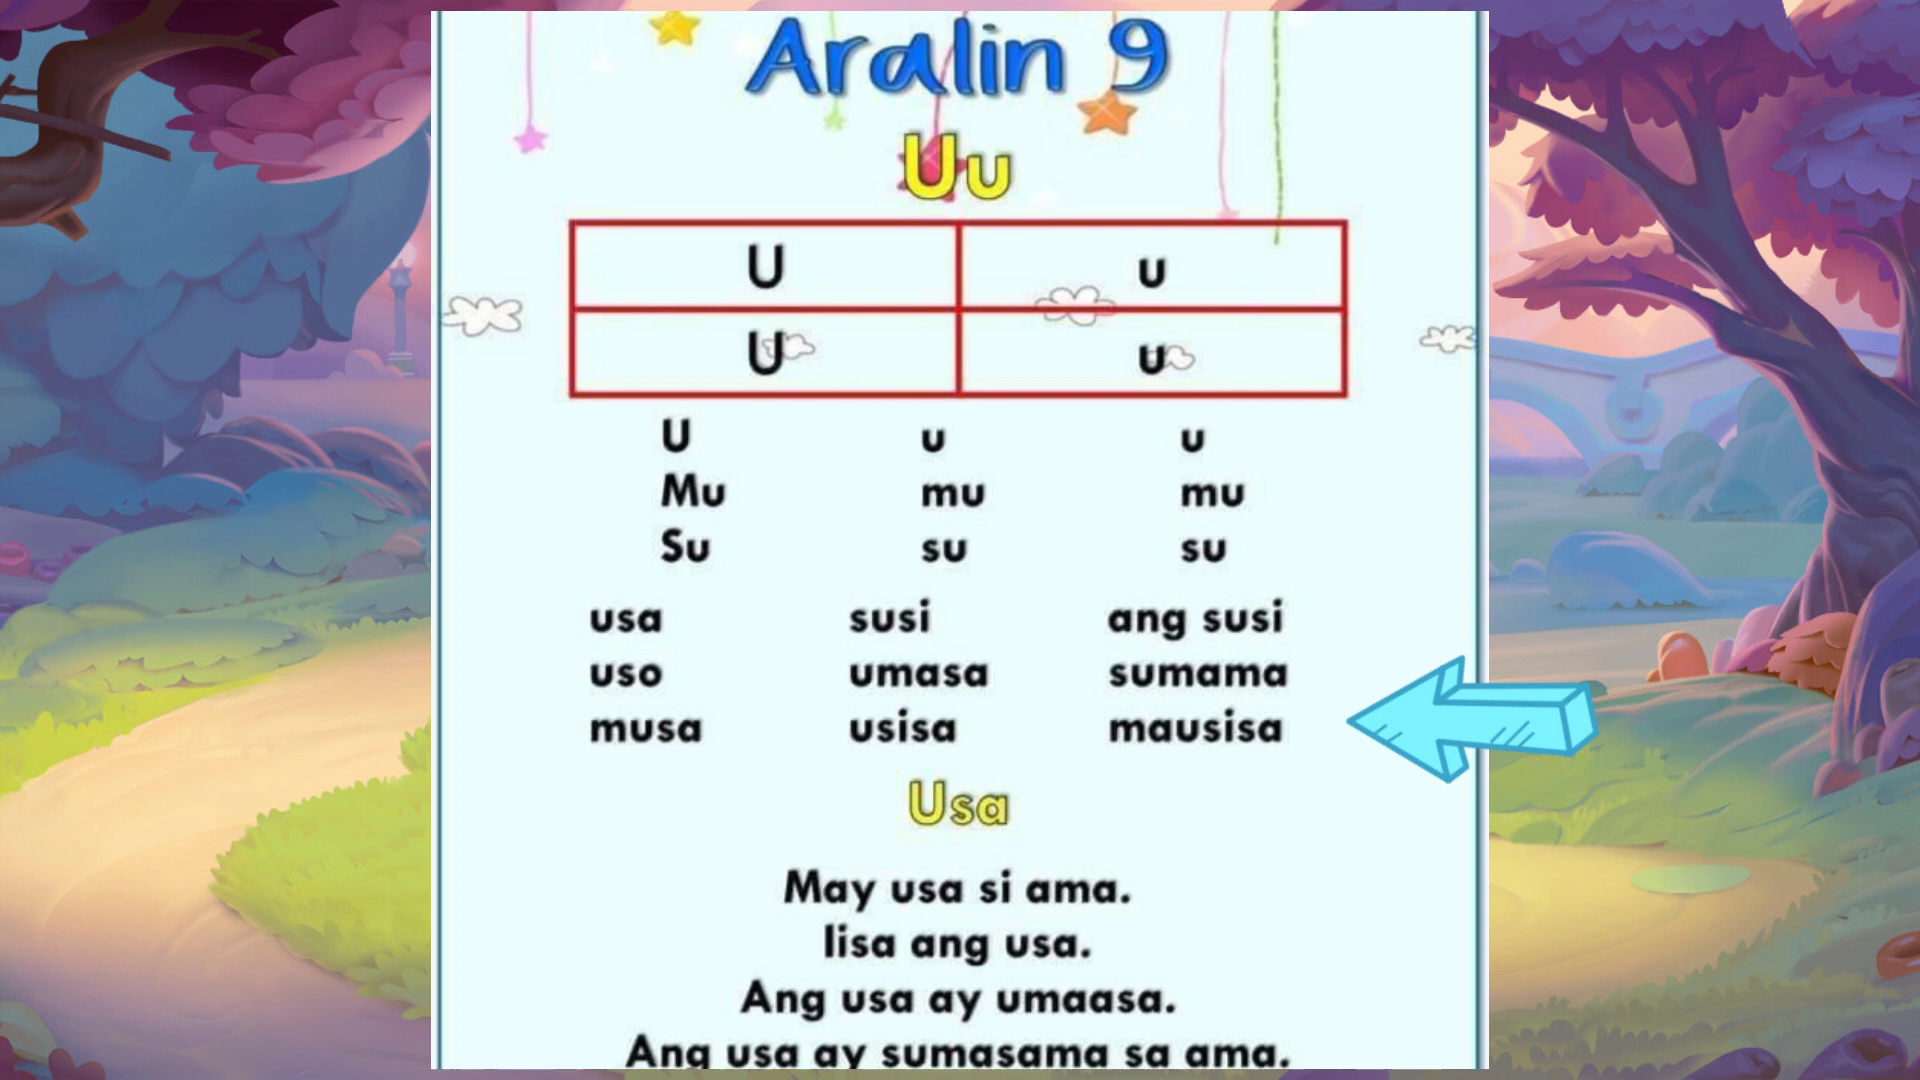 Aralin 9
Uu
U u
U u
U u u
Mu mu mu
Su su su
usa susi ang susi
uso umasa sumama
musa usisa mausisa
Usa
May usa si ama.
Iisa ang usa.
Ang usa ay umaasa.
Ang usa ay sumasama sa ama.